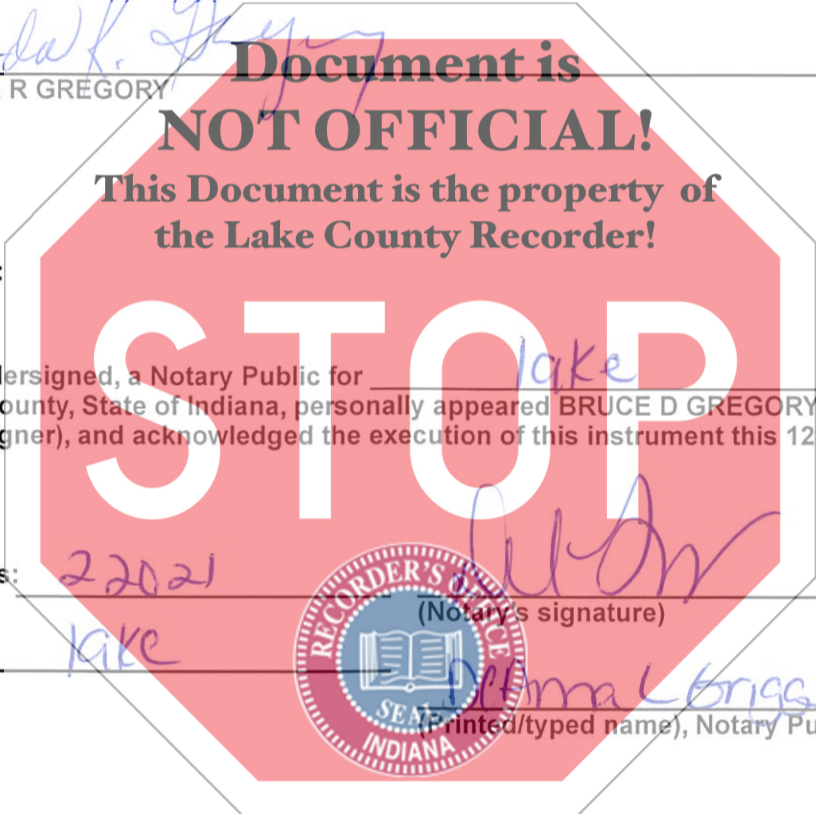 R GREGORY
Document is
NOT OFFICIAL!
This Document is the property of
the Lake County Recorder!
:
STOP
ersigned, a Notary Public for lake
ounty, State of Indiana, personally appeared BRUCE D GREGORY
gner), and acknowledged the execution of this instrument this 12
s: 22021
(Notary's signature)
lake
RECORDER'S OFFICE
SEAL
INDIANA
Griggs
(Printed/typed name), Notary Pu